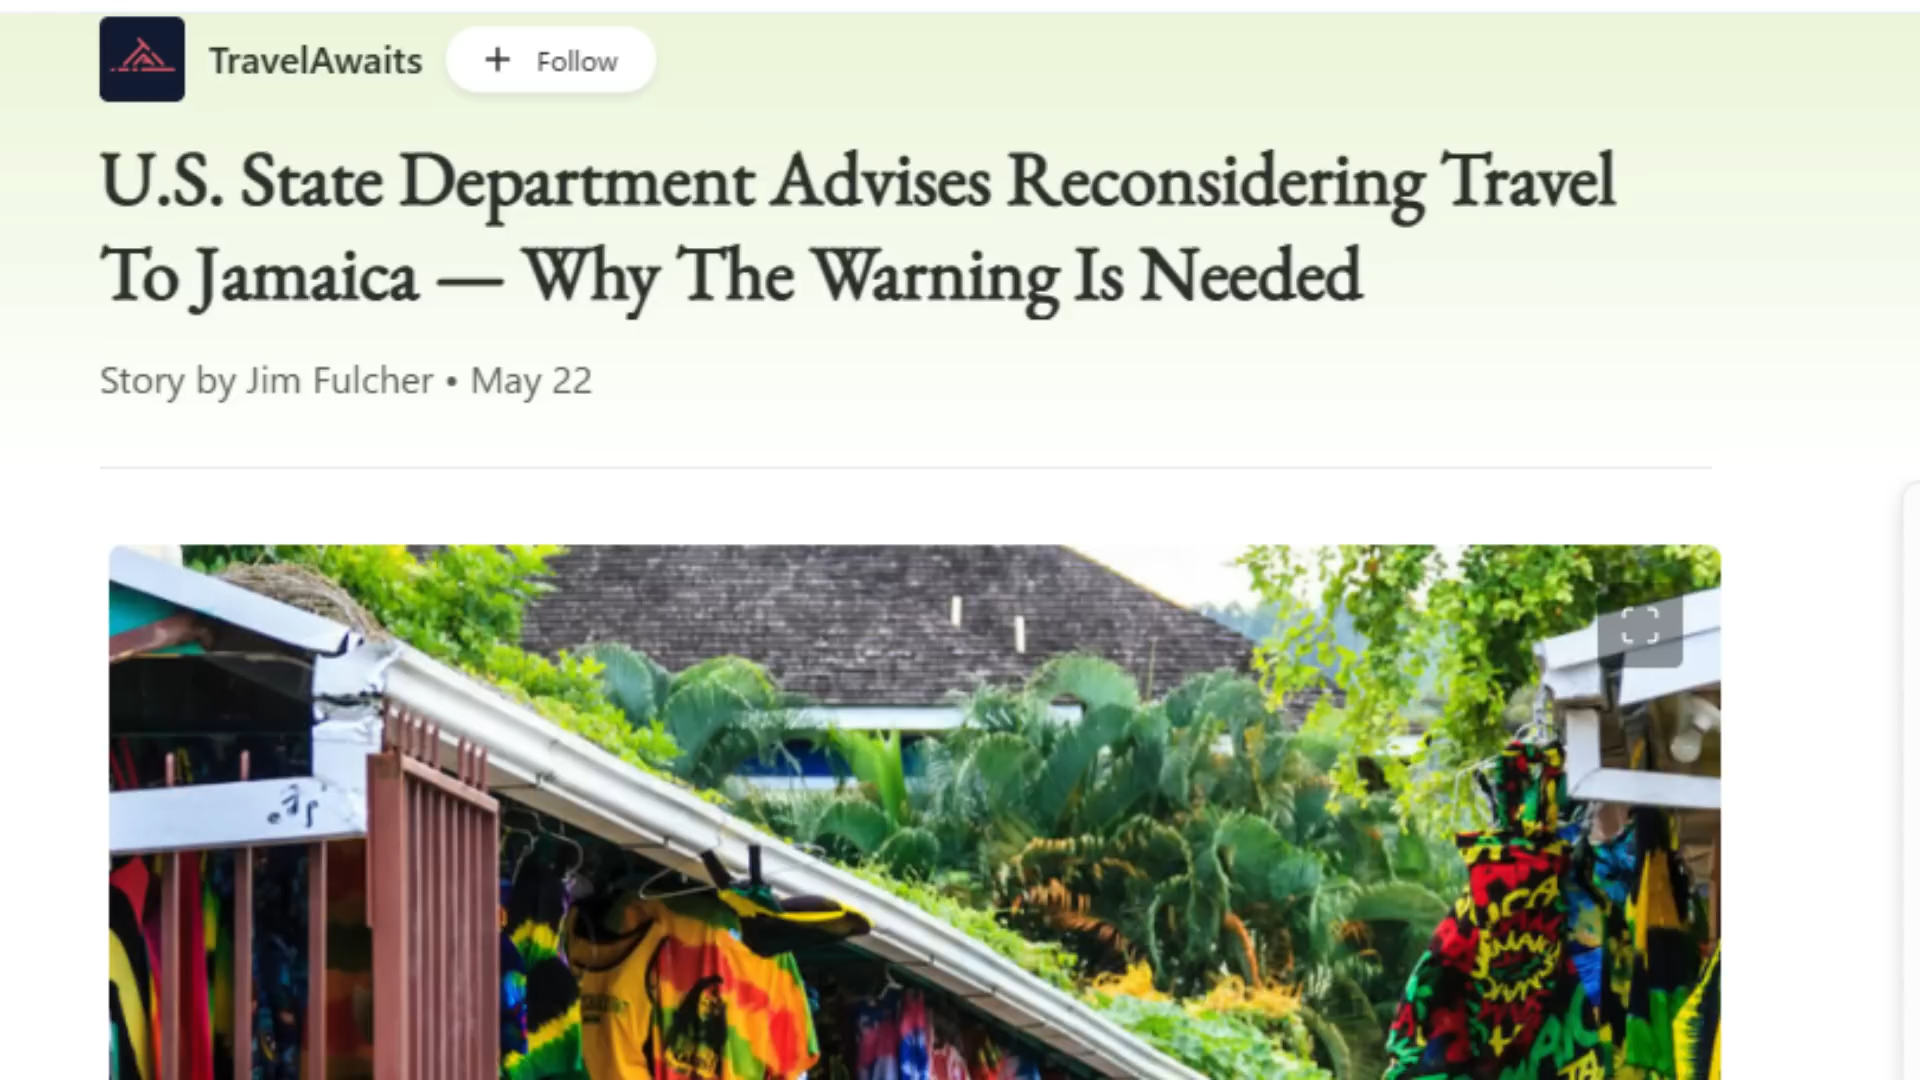 TravelAwaits
+ Follow
U.S. State Department Advises Reconsidering Travel
To Jamaica — Why The Warning Is Needed
Story by Jim Fulcher • May 22